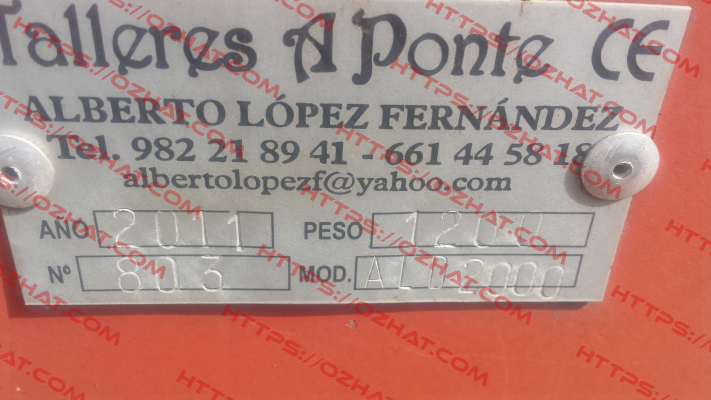 Talleres A Ponte CE
ALBERTO LÓPEZ FERNÁNDEZ
Tel. 982 21 89 41 - 661 44 58 18
albertolopezf@yahoo.com
AÑO 2011 PESO 1200
Nº 803 MOD. ALD2000
HTTPS://OZHAT.COM